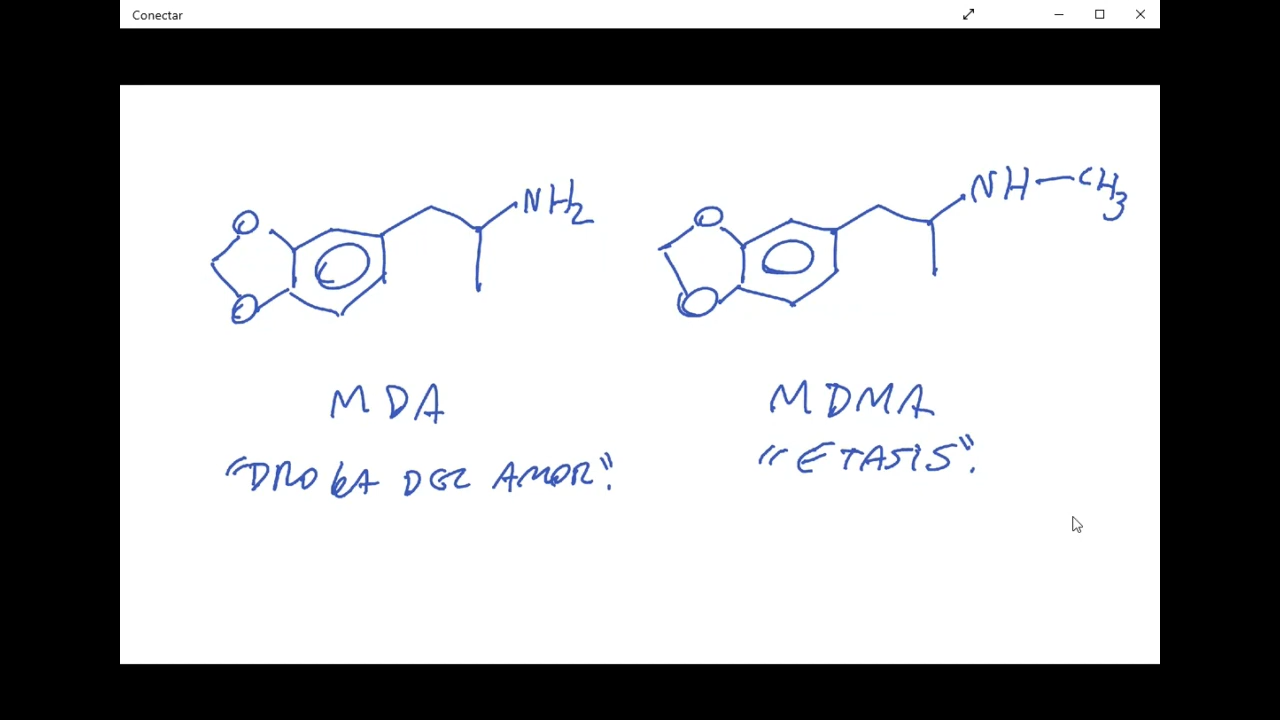 Conectar
O NH2
O
MDA
"DROGA DEL AMOR".
O NH-CH3
O
MDMA
"ETASIS".